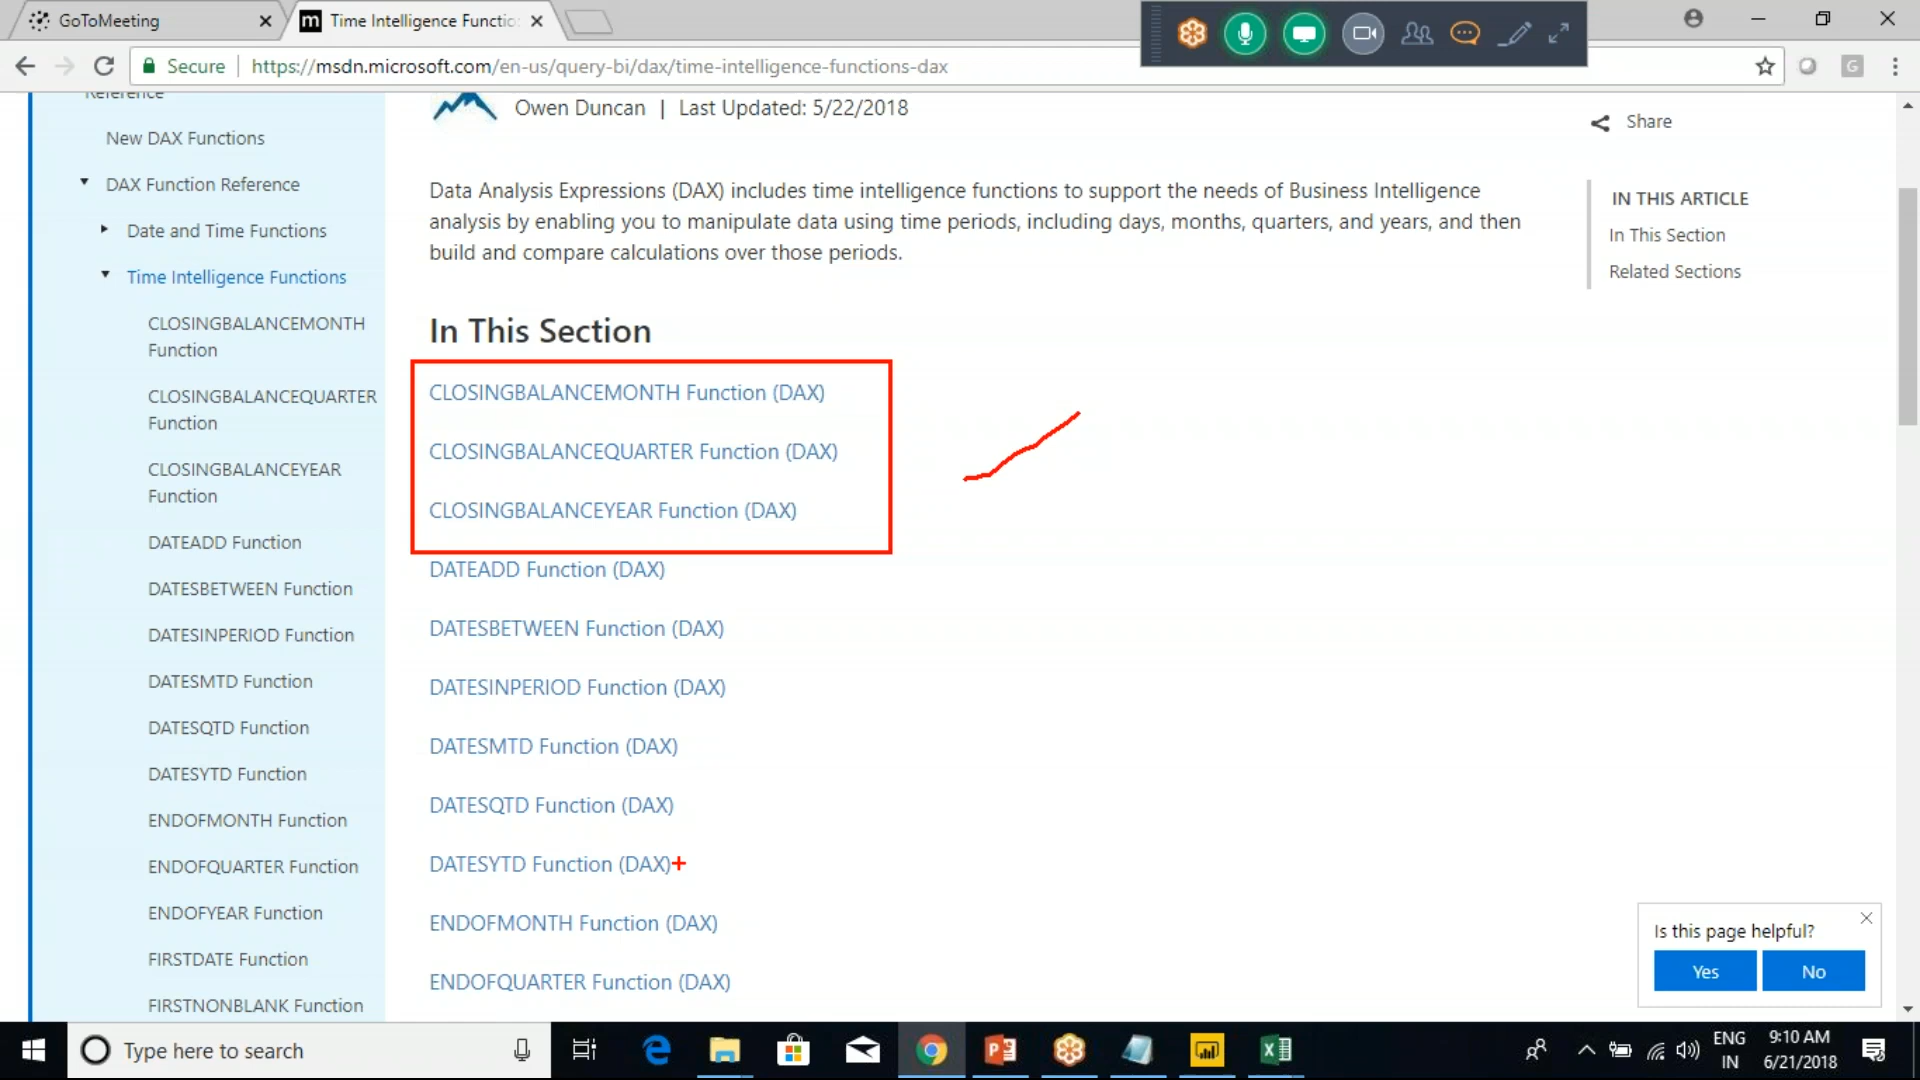 GoToMeeting
Time Intelligence Functio
Secure
https://msdn.microsoft.com/en-us/query-bi/dax/time-intelligence-functions-dax
Reference
New DAX Functions
DAX Function Reference
Date and Time Functions
Time Intelligence Functions
CLOSINGBALANCEMONTH
Function
CLOSINGBALANCEQUARTER
Function
CLOSINGBALANCEYEAR
Function
DATEADD Function
DATESBETWEEN Function
DATESINPERIOD Function
DATESMTD Function
DATESQTD Function
DATESYTD Function
ENDOFMONTH Function
ENDOFQUARTER Function
ENDOFYEAR Function
FIRSTDATE Function
FIRSTNONBLANK Function
Owen Duncan | Last Updated: 5/22/2018
Data Analysis Expressions (DAX) includes time intelligence functions to support the needs of Business Intelligence
analysis by enabling you to manipulate data using time periods, including days, months, quarters, and years, and then
build and compare calculations over those periods.
In This Section
CLOSINGBALANCEMONTH Function (DAX)
CLOSINGBALANCEQUARTER Function (DAX)
CLOSINGBALANCEYEAR Function (DAX)
DATEADD Function (DAX)
DATESBETWEEN Function (DAX)
DATESINPERIOD Function (DAX)
DATESMTD Function (DAX)
DATESQTD Function (DAX)
DATESYTD Function (DAX)
ENDOFMONTH Function (DAX)
ENDOFQUARTER Function (DAX)
Share
IN THIS ARTICLE
In This Section
Related Sections
Is this page helpful?
Yes
No
Type here to search
ENG
IN
9:10 AM
6/21/2018